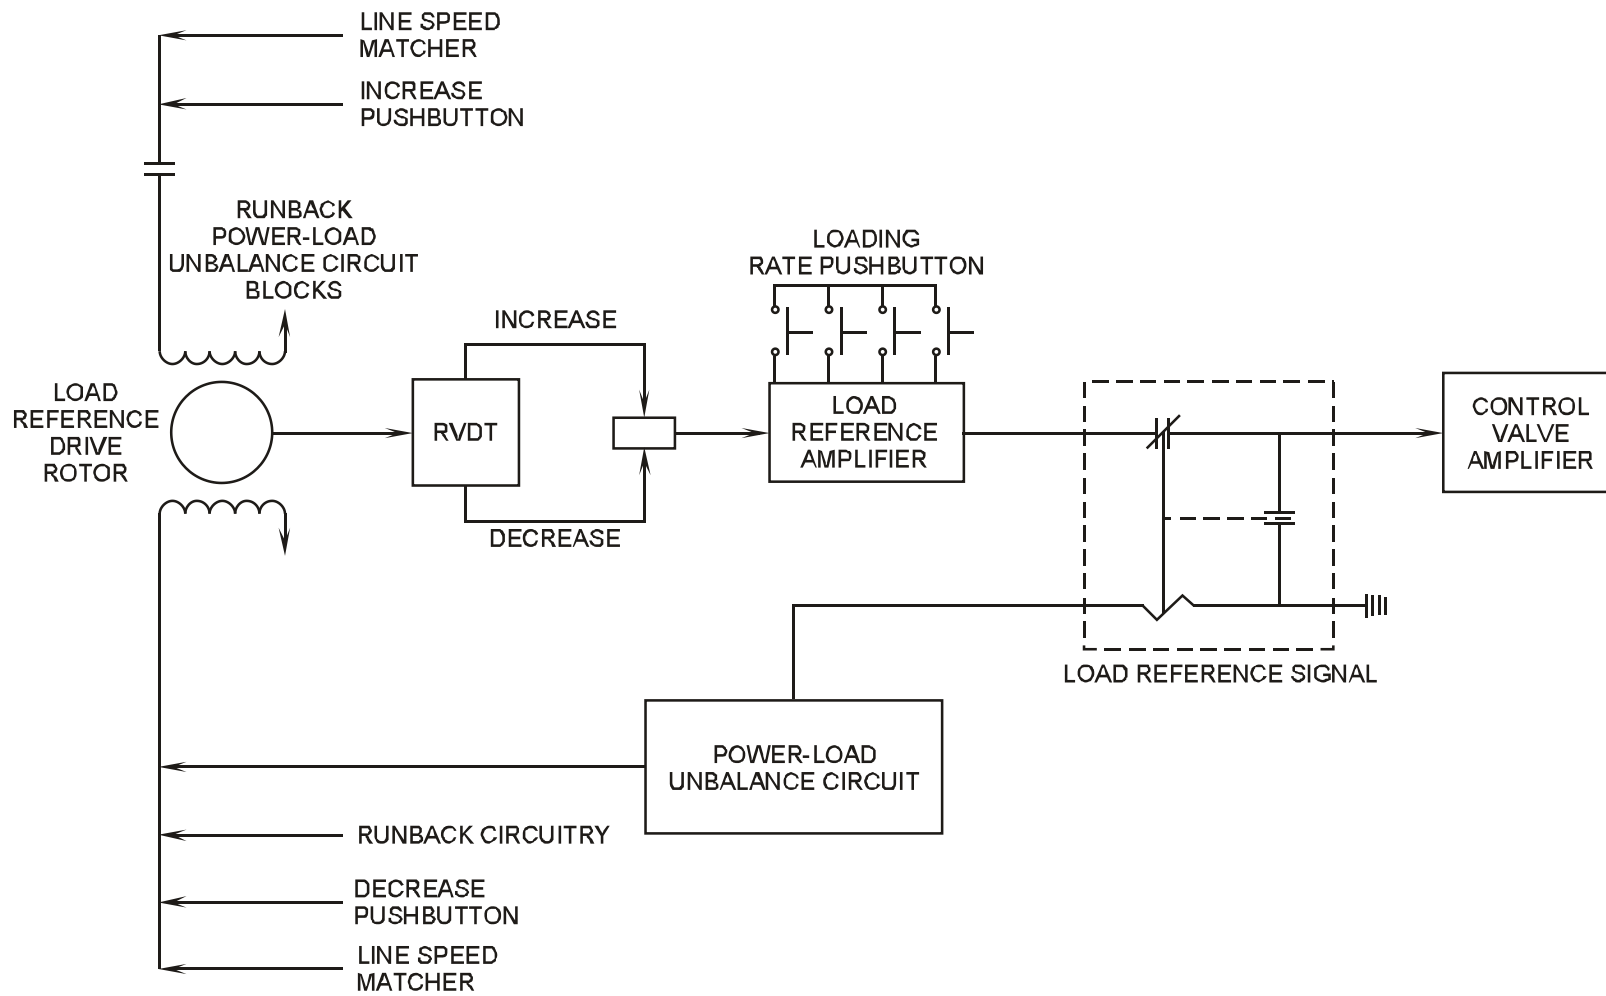 LINE SPEED
MATCHER
INCREASE
PUSHBUTTON
RUNBACK
POWER-LOAD
UNBALANCE CIRCUIT
BLOCKS
LOADING
RATE PUSHBUTTON
INCREASE
LOAD
REFERENCE
DRIVE
ROTOR
RVDT
LOAD
REFERENCE
AMPLIFIER
CONTROL
VALVE
AMPLIFIER
DECREASE
LOAD REFERENCE SIGNAL
POWER-LOAD
UNBALANCE CIRCUIT
RUNBACK CIRCUITRY
DECREASE
PUSHBUTTON
LINE SPEED
MATCHER